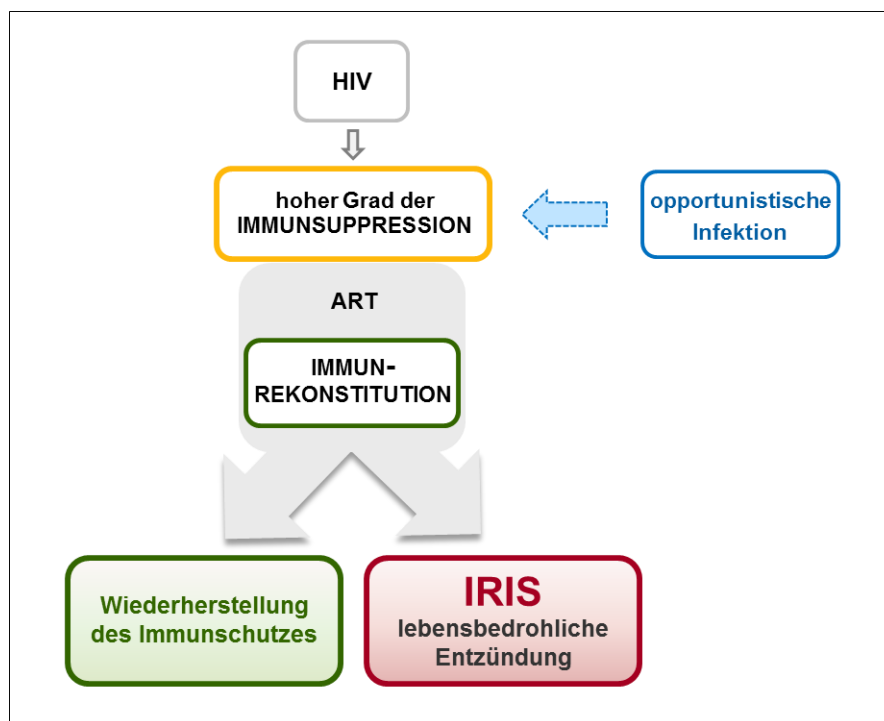 HIV
hoher Grad der
IMMUNSUPPRESSION
opportunistische
Infektion
ART
IMMUN-
REKONSTITUTION
Wiederherstellung
des Immunschutzes
IRIS
lebensbedrohliche
Entzündung